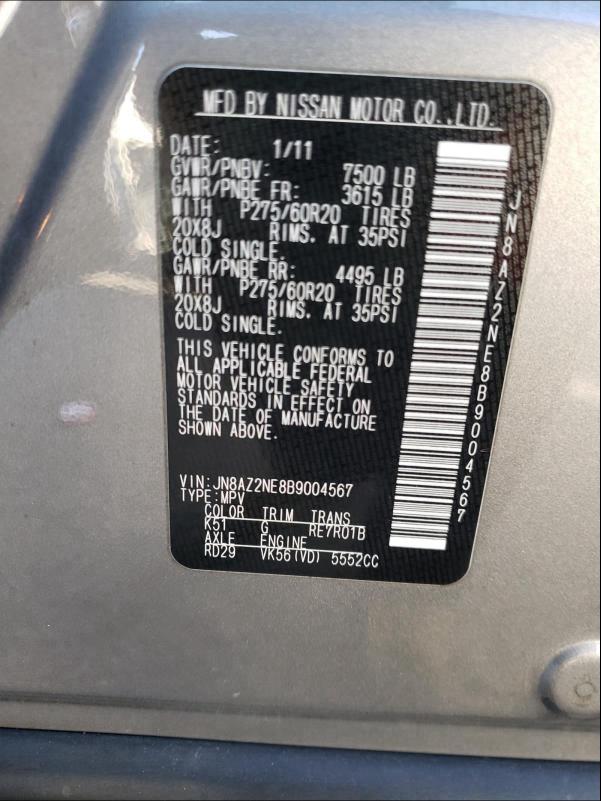 MFD BY NISSAN MOTOR CO.,LTD.
DATE: 1/11
GVWR/PNBV: 7500 LB
GAWR/PNBE FR: 3615 LB
WITH P275/60R20 TIRES
20X8J RIMS. AT 35PSI
COLD SINGLE.
GAWR/PNBE RR: 4495 LB
WITH P275/60R20 TIRES
20X8J RIMS. AT 35PSI
COLD SINGLE.
THIS VEHICLE CONFORMS TO
ALL APPLICABLE FEDERAL
MOTOR VEHICLE SAFETY
STANDARDS IN EFFECT ON
THE DATE OF MANUFACTURE
SHOWN ABOVE.
VIN:JN8AZ2NE8B9004567
TYPE:MPV
COLOR TRIM TRANS
K51 G RE7R01B
AXLE ENGINE
RD29 VK56(VD) 5552CC
JN8AZ2NE8B9004567